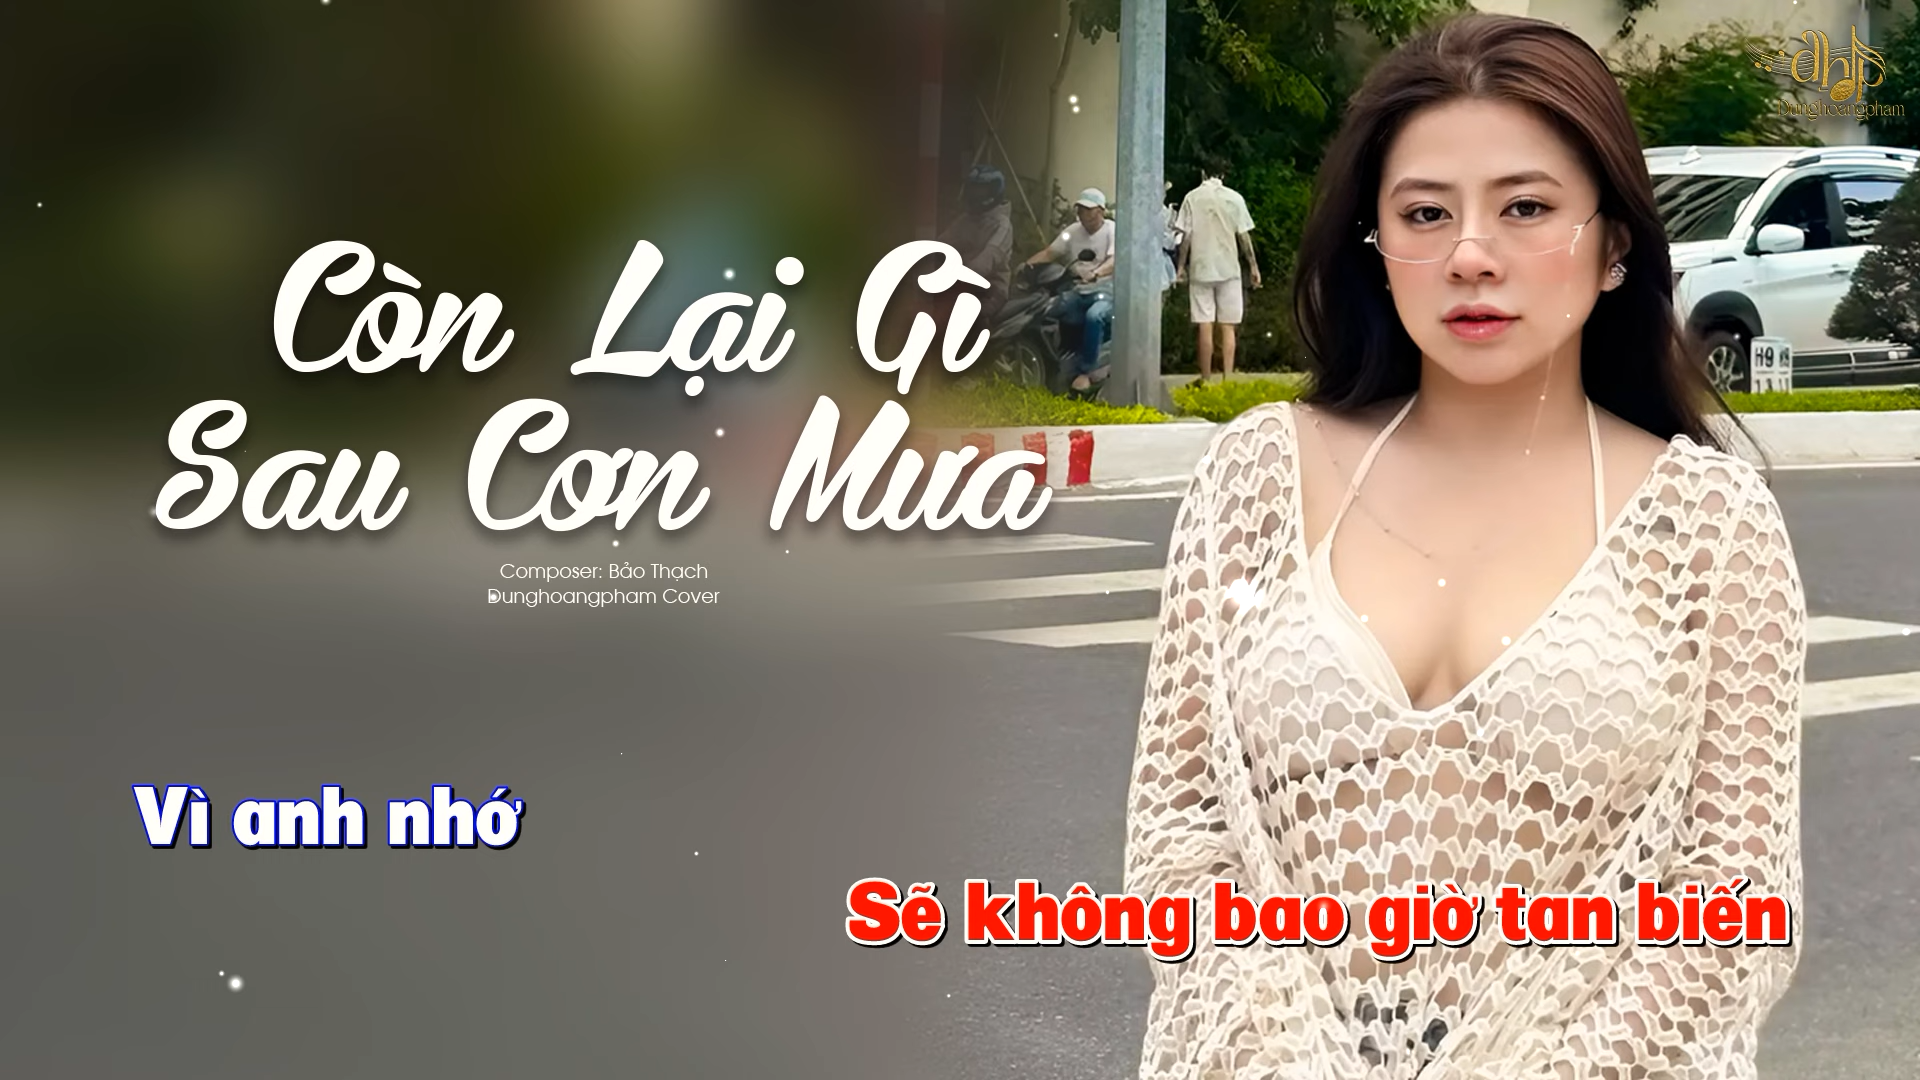 Dunghoangpham
Còn Lại Gì
Sau Cơn Mưa
Composer: Bảo Thạch
Dunghoangpham Cover
Vì anh nhớ
Sẽ không bao giờ tan biến